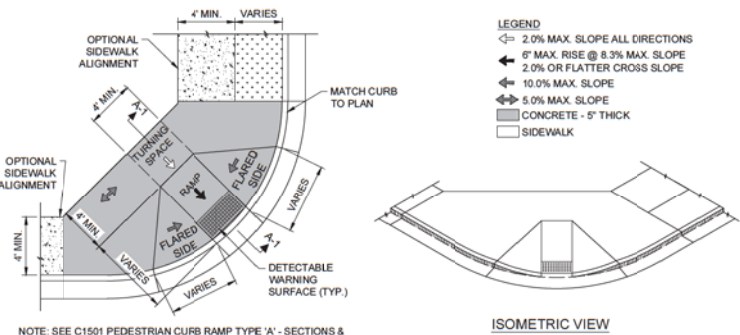 4' MIN.
VARIES
OPTIONAL
SIDEWALK
ALIGNMENT
4' MIN.
A-1
MATCH CURB
TO PLAN
TURNING
SPACE
OPTIONAL
SIDEWALK
ALIGNMENT
RAMP
FLARED
SIDE
VARIES
4' MIN.
4' MIN.
FLARED
SIDE
VARIES
A-1
VARIES
DETECTABLE
WARNING
SURFACE (TYP.)
NOTE: SEE C1501 PEDESTRIAN CURB RAMP TYPE 'A' - SECTIONS &
LEGEND
2.0% MAX. SLOPE ALL DIRECTIONS
6" MAX. RISE @ 8.3% MAX. SLOPE
2.0% OR FLATTER CROSS SLOPE
10.0% MAX. SLOPE
5.0% MAX. SLOPE
CONCRETE - 5" THICK
SIDEWALK
ISOMETRIC VIEW